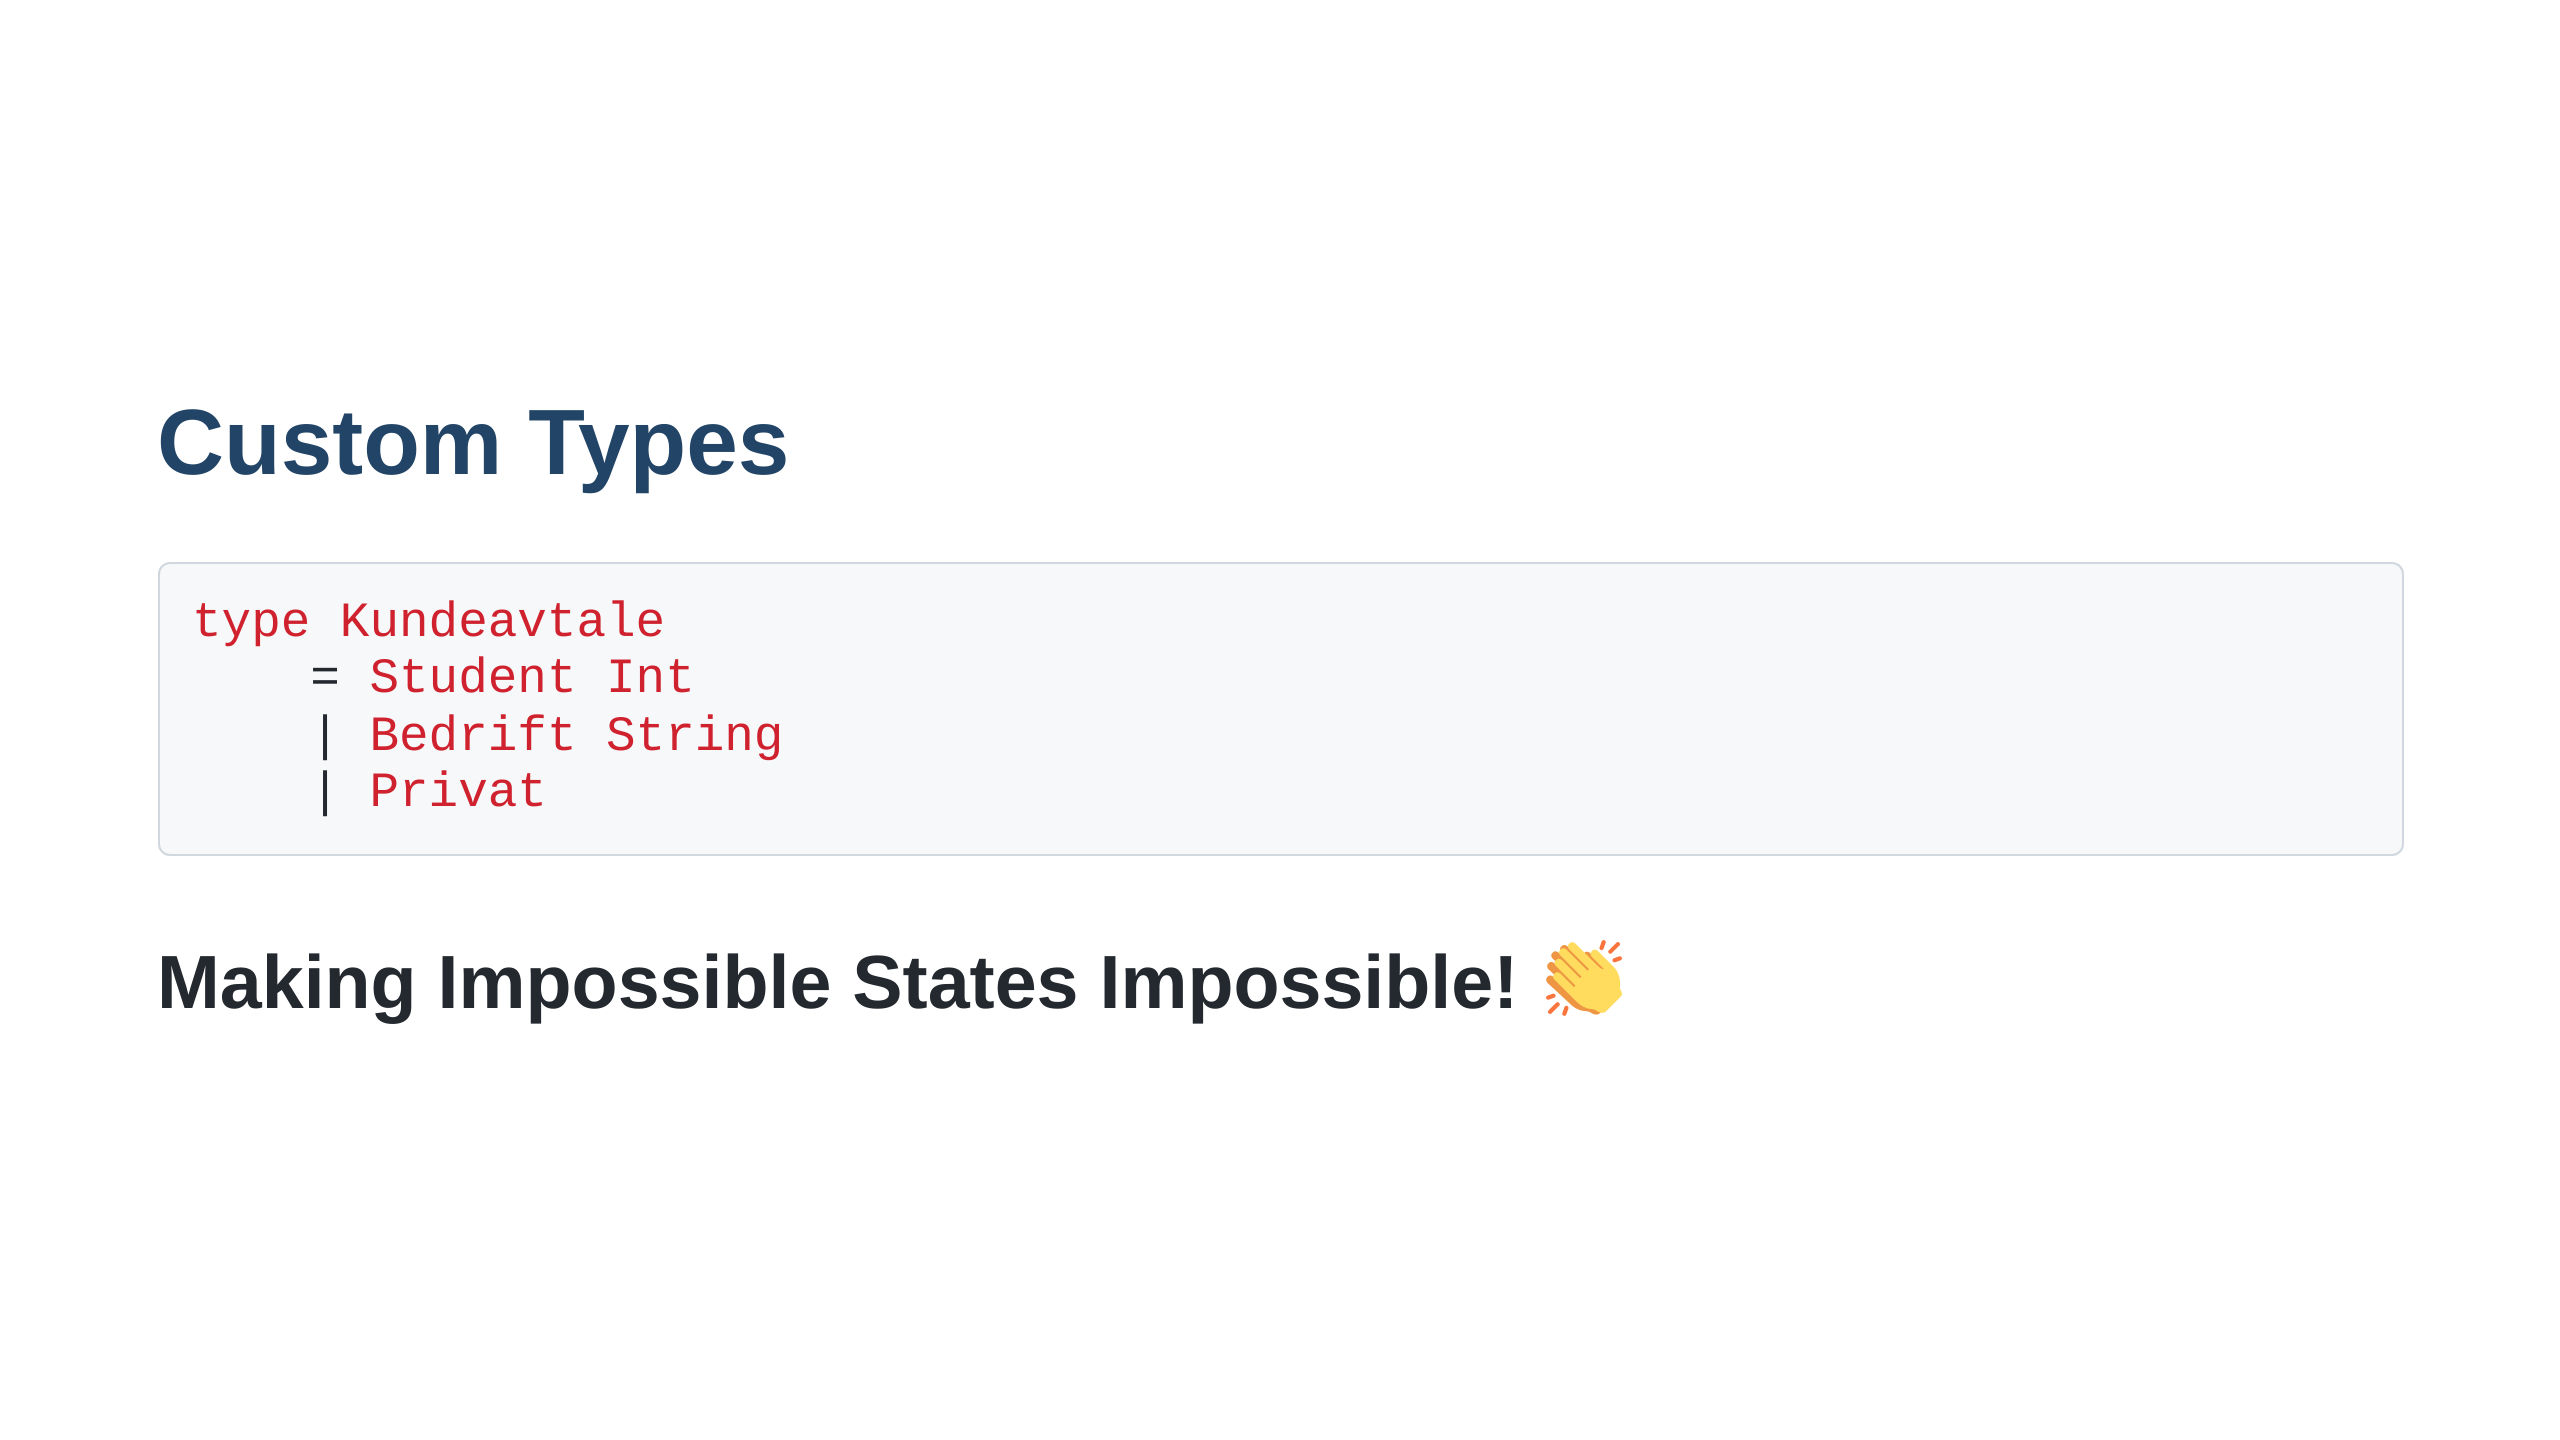 Custom Types
type Kundeavtale
    = Student Int
    | Bedrift String
    | Privat
Making Impossible States Impossible! 👏